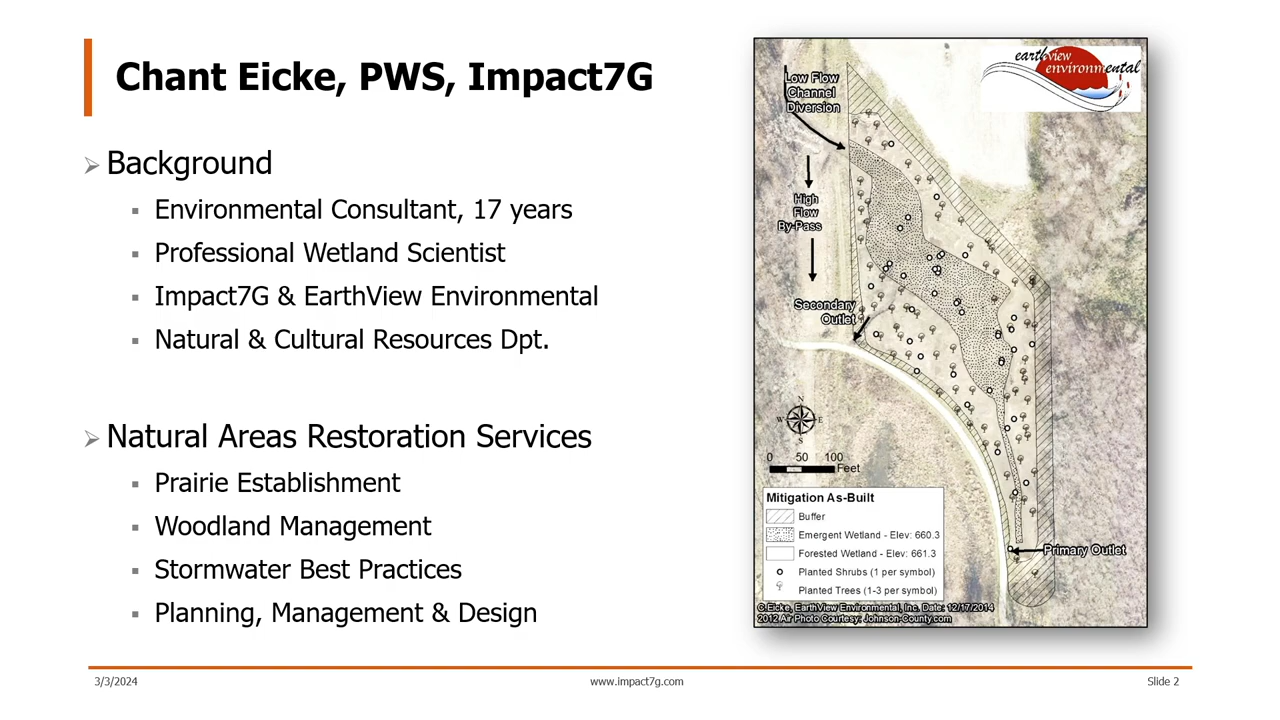 Chant Eicke, PWS, Impact7G
Background
Environmental Consultant, 17 years
Professional Wetland Scientist
Impact7G & EarthView Environmental
Natural & Cultural Resources Dpt.
Natural Areas Restoration Services
Prairie Establishment
Woodland Management
Stormwater Best Practices
Planning, Management & Design
earthview
environmental
Low Flow
Channel
Diversion
High
Flow
By-Pass
Secondary
Outlet
N
W E
S
0 50 100
Feet
Mitigation As-Built
Buffer
Emergent Wetland - Elev: 660.3
Forested Wetland - Elev: 661.3
Planted Shrubs (1 per symbol)
Planted Trees (1-3 per symbol)
Primary Outlet
C.Eicke, EarthView Environmental, Inc. Date: 12/17/2014
2012 Air Photo Courtesy: Johnson-County.com
3/3/2024
www.impact7g.com
Slide 2